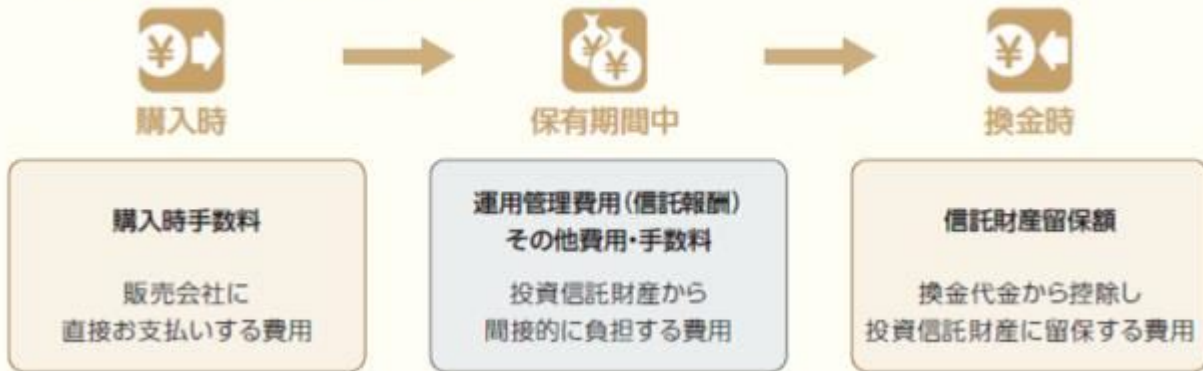 ¥
購入時
¥
¥
保有期間中
¥
換金時
購入時手数料
販売会社に
直接お支払いする費用
運用管理費用(信託報酬)
その他費用・手数料
投資信託財産から
間接的に負担する費用
信託財産留保額
換金代金から控除し
投資信託財産に留保する費用